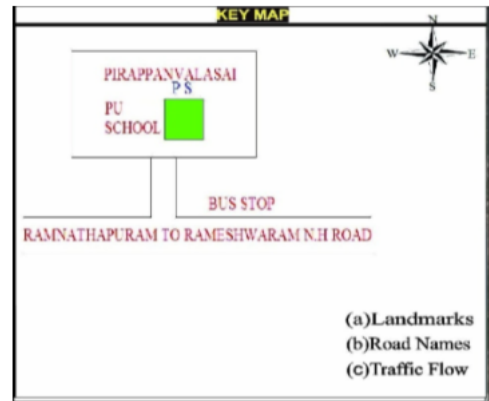 KEY MAP
N
W E
S
PIRAPPANVALASAI
P S
PU
SCHOOL
BUS STOP
RAMNATHAPURAM TO RAMESHWARAM N.H ROAD
(a)Landmarks
(b)Road Names
(c)Traffic Flow